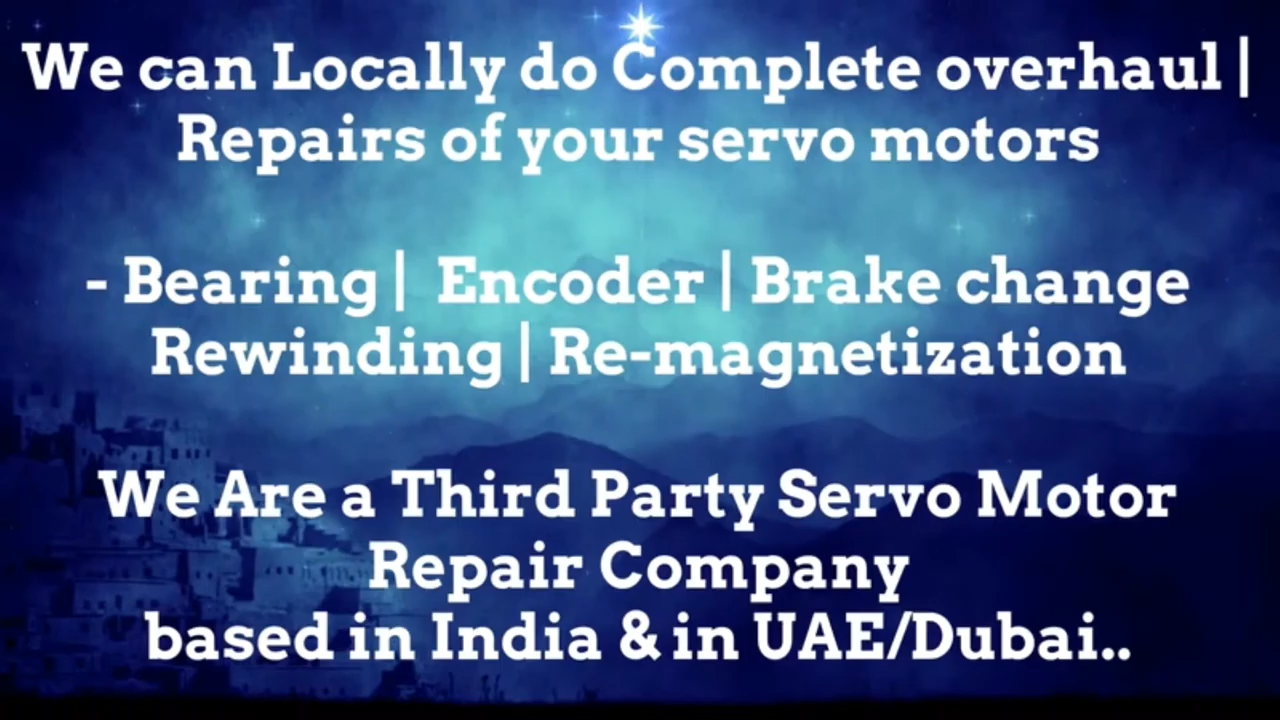 We can Locally do Complete overhaul |
Repairs of your servo motors
- Bearing | Encoder | Brake change
Rewinding | Re-magnetization
We Are a Third Party Servo Motor
Repair Company
based in India & in UAE/Dubai..